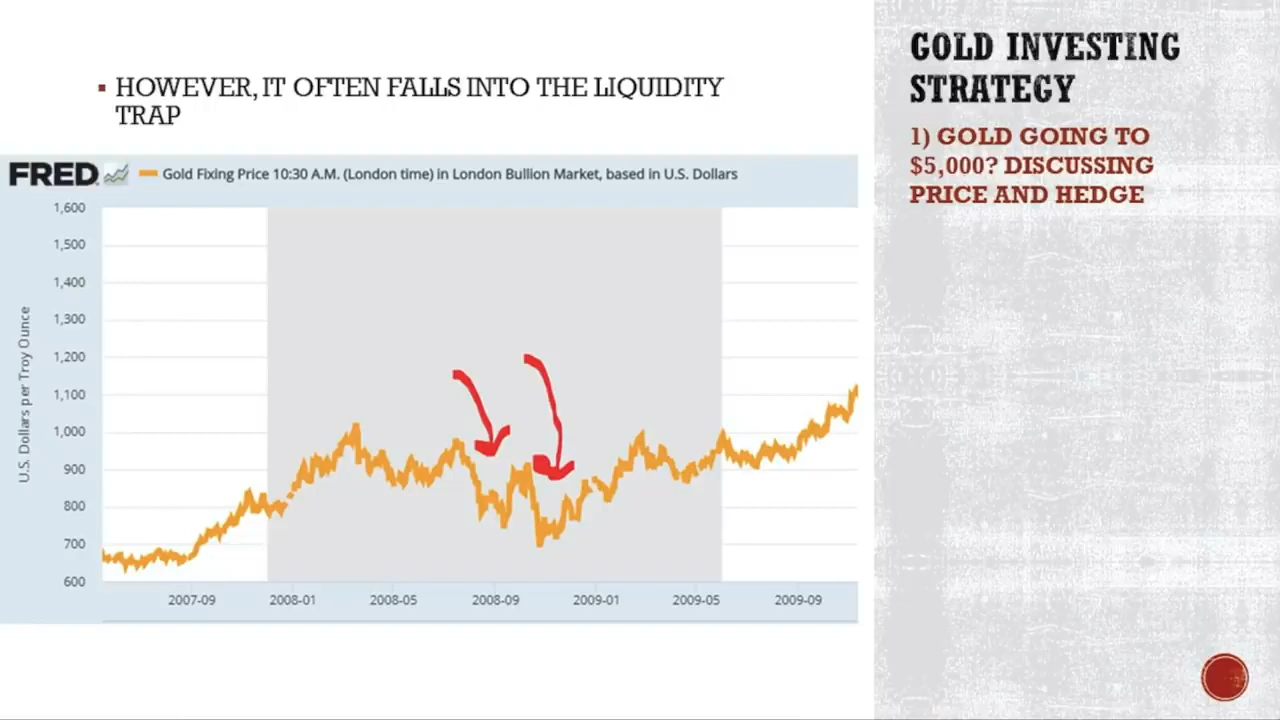 ▪ HOWEVER, IT OFTEN FALLS INTO THE LIQUIDITY
TRAP
FRED
Gold Fixing Price 10:30 A.M. (London time) in London Bullion Market, based in U.S. Dollars
U.S. Dollars per Troy Ounce
1,600
1,500
1,400
1,300
1,200
1,100
1,000
900
800
700
600
2007-09 2008-01 2008-05 2008-09 2009-01 2009-05 2009-09
GOLD INVESTING
STRATEGY
1) GOLD GOING TO
$5,000? DISCUSSING
PRICE AND HEDGE